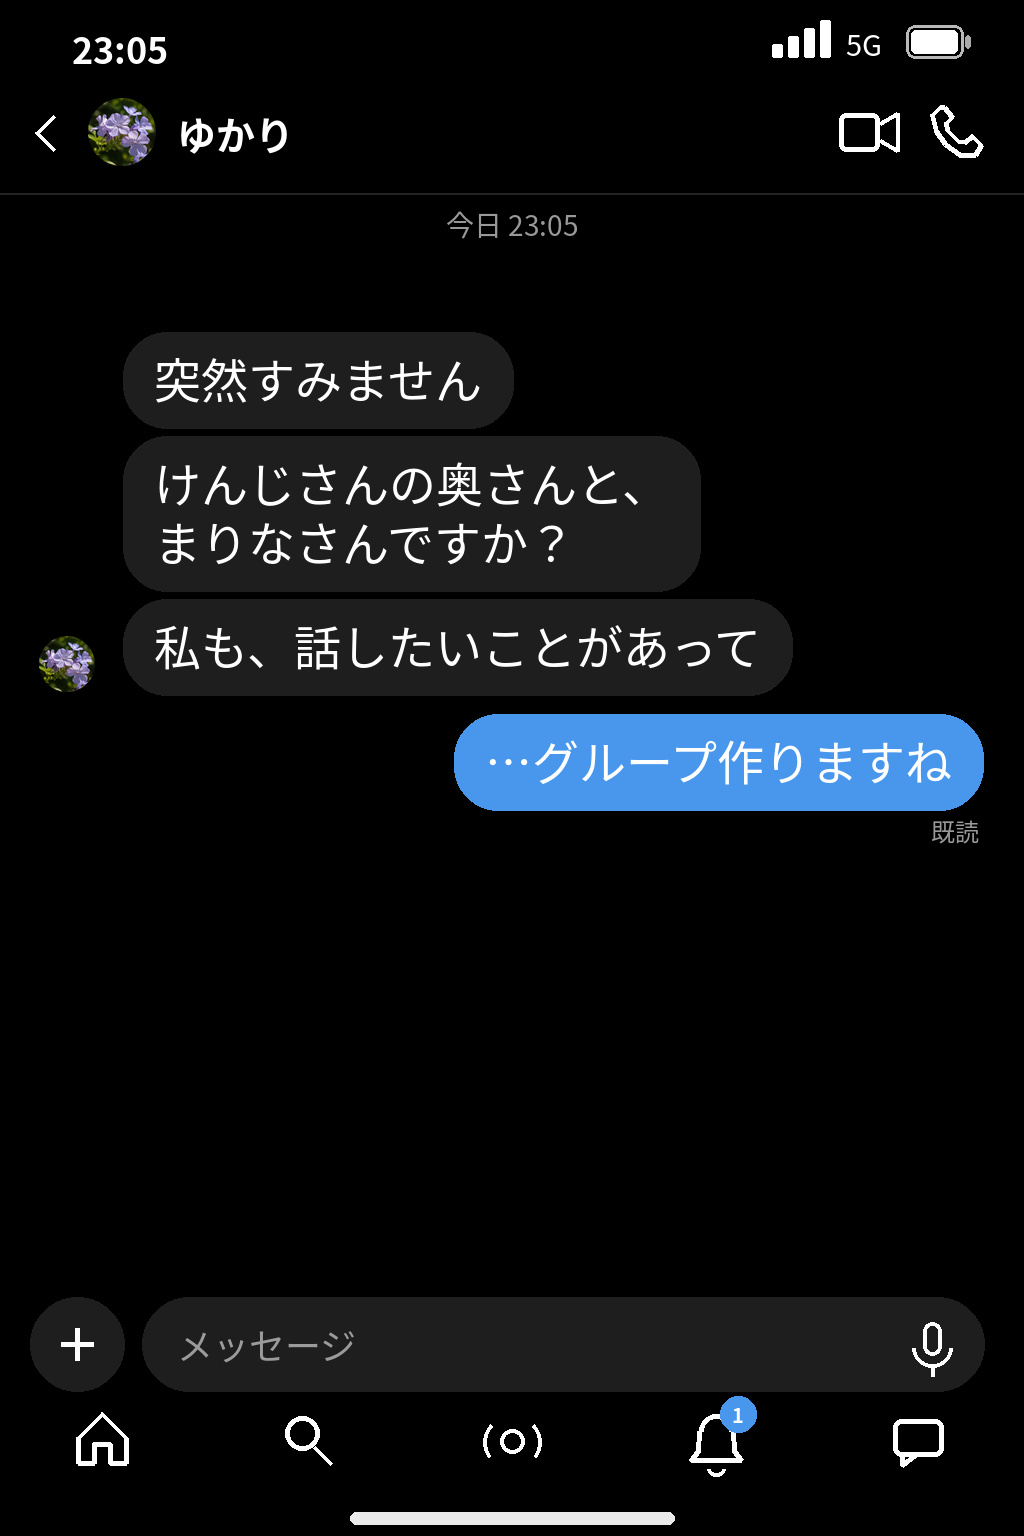 23:05
5G
ゆかり
今日 23:05
突然すみません
けんじさんの奥さんと、
まりなさんですか？
私も、話したいことがあって
…グループ作りますね
既読
メッセージ
1